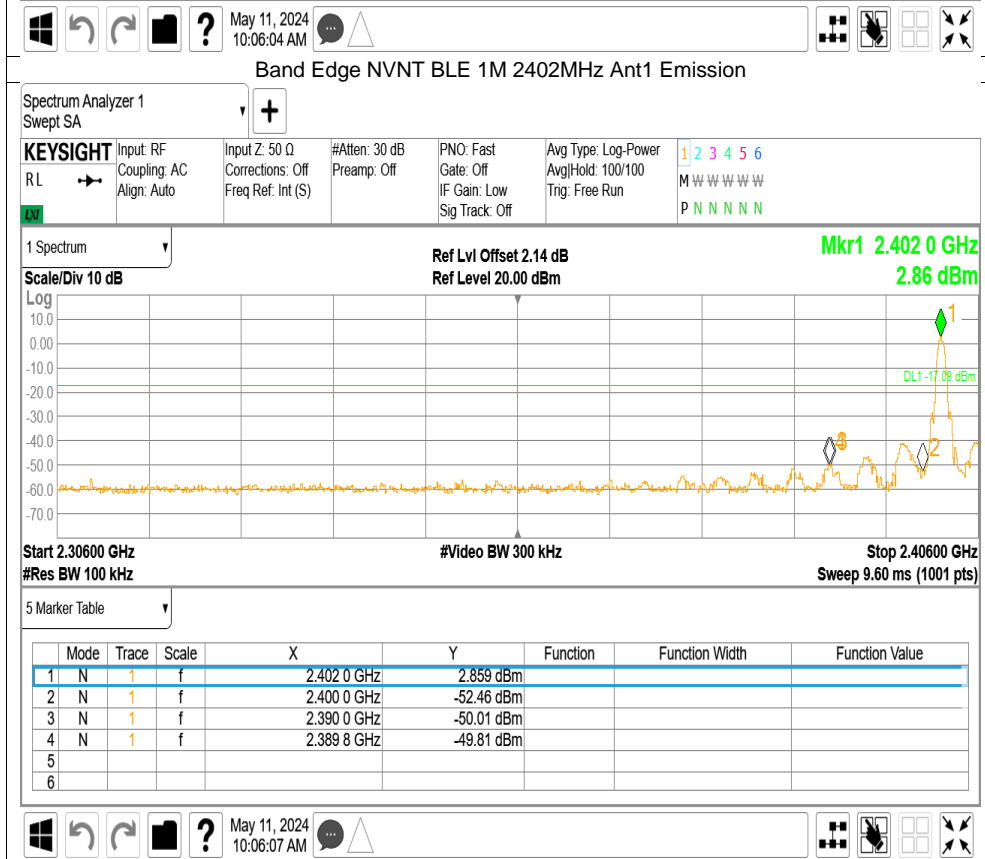 May 11, 2024
10:06:04 AM
Band Edge NVNT BLE 1M 2402MHz Ant1 Emission
Spectrum Analyzer 1
Swept SA
+
KEYSIGHT Input: RF Input Z: 50 Ω #Atten: 30 dB PNO: Fast Avg Type: Log-Power 1 2 3 4 5 6
RL Coupling: AC Corrections: Off Preamp: Off Gate: Off Avg|Hold: 100/100 M W W W W W
Align: Auto Freq Ref: Int (S) IF Gain: Low Trig: Free Run
LXI Sig Track: Off P N N N N N
1 Spectrum Ref Lvl Offset 2.14 dB Mkr1 2.402 0 GHz
Scale/Div 10 dB Ref Level 20.00 dBm 2.86 dBm
Log
1
10.0
0.00
-10.0
DL1 -17.09 dBm
-20.0
-30.0
-40.0
2
-50.0
-60.0
-70.0
Start 2.30600 GHz #Video BW 300 kHz Stop 2.40600 GHz
#Res BW 100 kHz Sweep 9.60 ms (1001 pts)
5 Marker Table
Mode Trace Scale X Y Function Function Width Function Value
1 N 1 f 2.402 0 GHz 2.859 dBm
2 N 1 f 2.400 0 GHz -52.46 dBm
3 N 1 f 2.390 0 GHz -50.01 dBm
4 N 1 f 2.389 8 GHz -49.81 dBm
5
6
May 11, 2024
10:06:07 AM